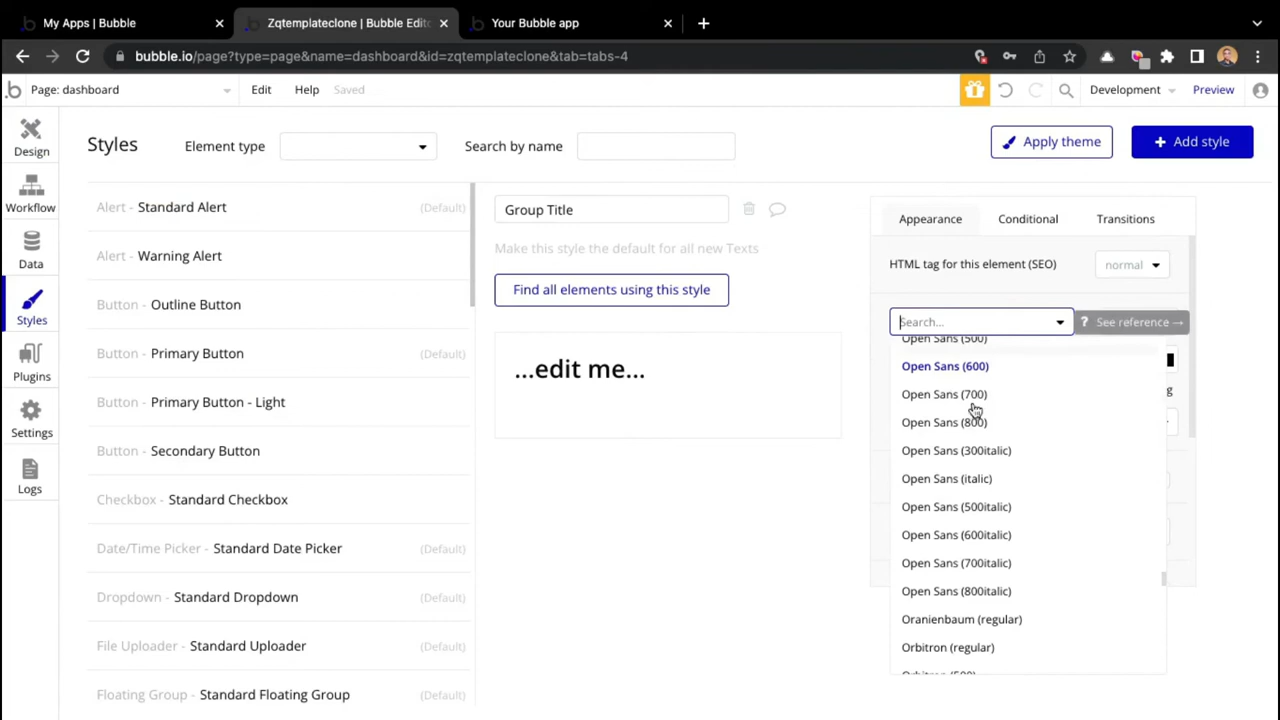 My Apps | Bubble
Zqtemplateclone | Bubble Edito
Your Bubble app
bubble.io/page?type=page&name=dashboard&id=zqtemplateclone&tab=tabs-4
Page: dashboard
Edit
Help
Saved
Development
Preview
Design
Workflow
Data
Styles
Plugins
Settings
Logs
Styles
Element type
Search by name
Apply theme
+ Add style
Alert - Standard Alert (Default)
Alert - Warning Alert
Button - Outline Button
Button - Primary Button (Default)
Button - Primary Button - Light
Button - Secondary Button
Checkbox - Standard Checkbox
Date/Time Picker - Standard Date Picker (Default)
Dropdown - Standard Dropdown (Default)
File Uploader - Standard Uploader (Default)
Floating Group - Standard Floating Group (Default)
Group Title
Make this style the default for all new Texts
Find all elements using this style
...edit me...
Appearance
Conditional
Transitions
HTML tag for this element (SEO)
normal
Search...
? See reference →
Open Sans (500)
Open Sans (600)
Open Sans (700)
Open Sans (800)
Open Sans (300italic)
Open Sans (italic)
Open Sans (500italic)
Open Sans (600italic)
Open Sans (700italic)
Open Sans (800italic)
Oranienbaum (regular)
Orbitron (regular)
Orbitron (500)